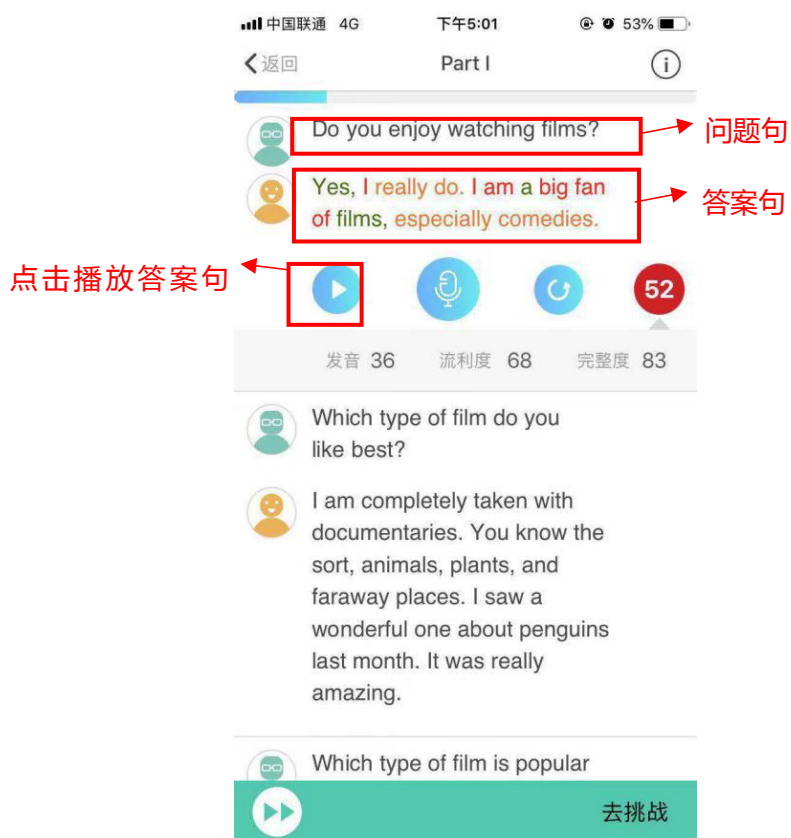 中国联通 4G 下午5:01 53%
返回 Part I
Do you enjoy watching films?
问题句
Yes, I really do. I am a big fan
of films, especially comedies.
答案句
点击播放答案句
52
发音 36 流利度 68 完整度 83
Which type of film do you
like best?
I am completely taken with
documentaries. You know the
sort, animals, plants, and
faraway places. I saw a
wonderful one about penguins
last month. It was really
amazing.
Which type of film is popular
去挑战